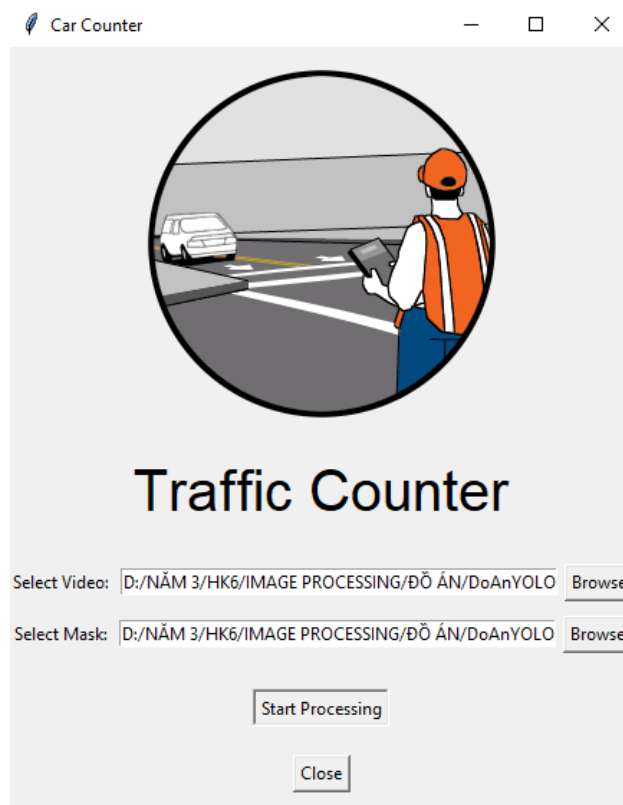 Car Counter
Traffic Counter
Select Video: D:/NĂM 3/HK6/IMAGE PROCESSING/ĐỒ ÁN/DoAnYOLO Browse
Select Mask: D:/NĂM 3/HK6/IMAGE PROCESSING/ĐỒ ÁN/DoAnYOLO Browse
Start Processing
Close